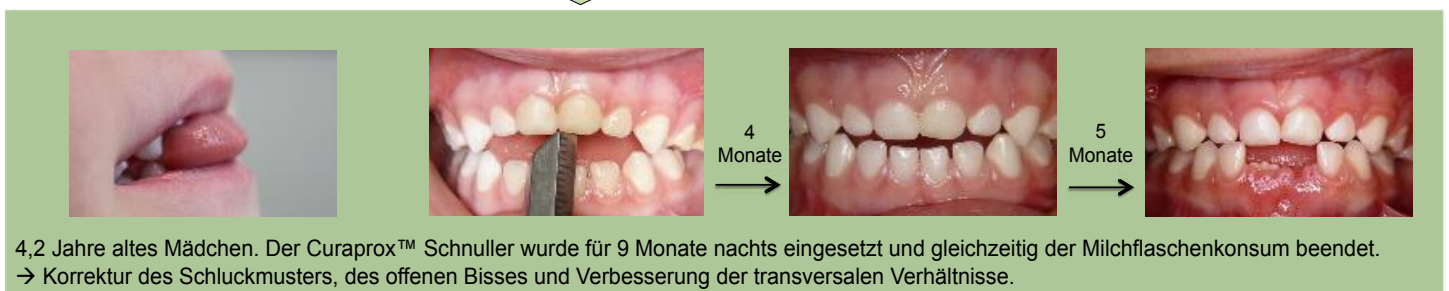 4
Monate
5
Monate
4,2 Jahre altes Mädchen. Der Curaprox™ Schnuller wurde für 9 Monate nachts eingesetzt und gleichzeitig der Milchflaschenkonsum beendet.
→ Korrektur des Schluckmusters, des offenen Bisses und Verbesserung der transversalen Verhältnisse.